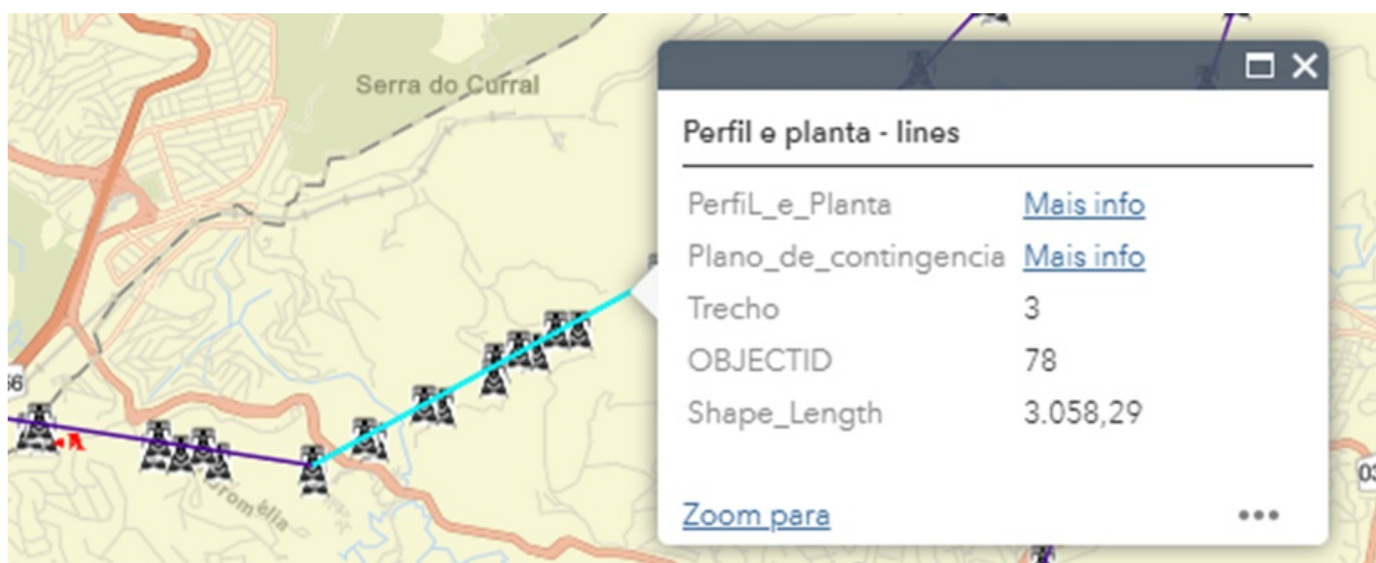 Serra do Curral
Perfil e planta - lines
PerfiL_e_Planta Mais info
Plano_de_contingencia Mais info
Trecho 3
OBJECTID 78
Shape_Length 3.058,29
Zoom para
03